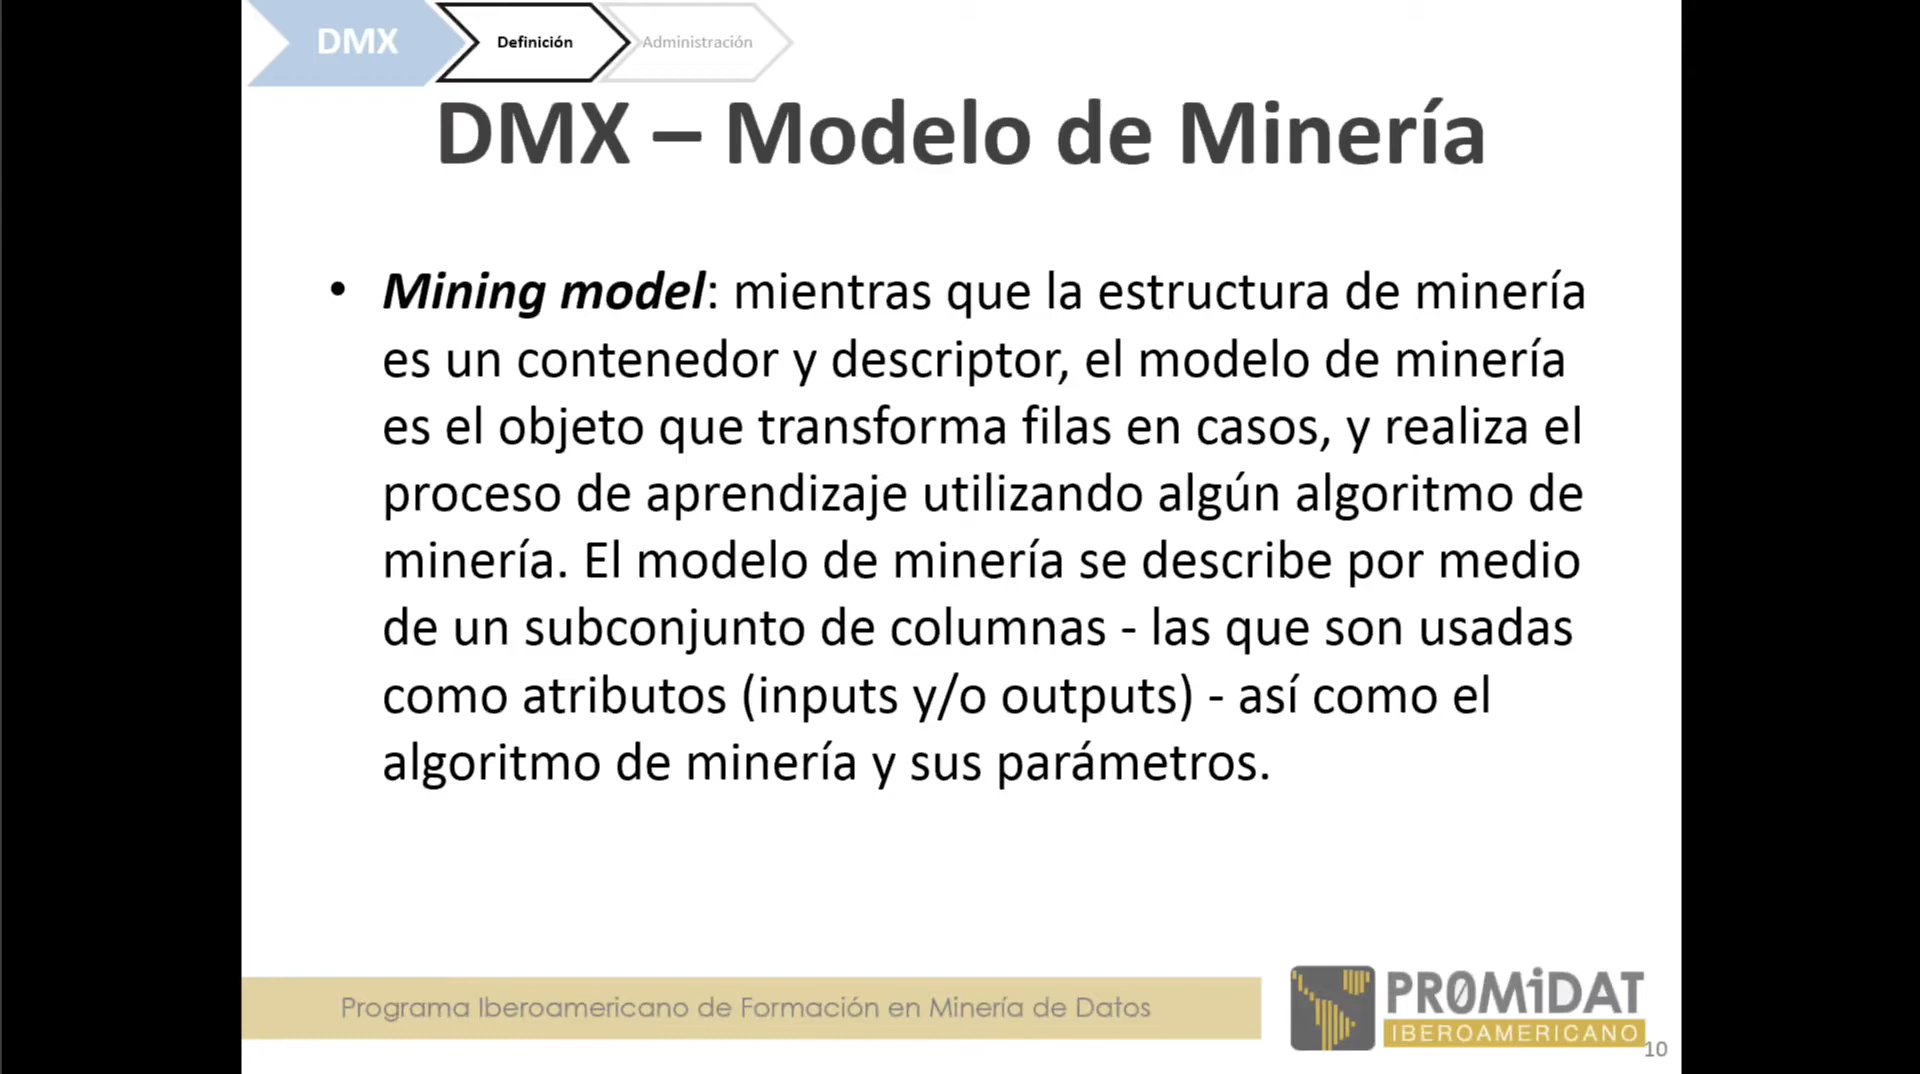 DMX
Definición
Administración
DMX – Modelo de Minería
• Mining model: mientras que la estructura de minería
es un contenedor y descriptor, el modelo de minería
es el objeto que transforma filas en casos, y realiza el
proceso de aprendizaje utilizando algún algoritmo de
minería. El modelo de minería se describe por medio
de un subconjunto de columnas - las que son usadas
como atributos (inputs y/o outputs) - así como el
algoritmo de minería y sus parámetros.
Programa Iberoamericano de Formación en Minería de Datos
PR0MiDAT
IBEROAMERICANO
10